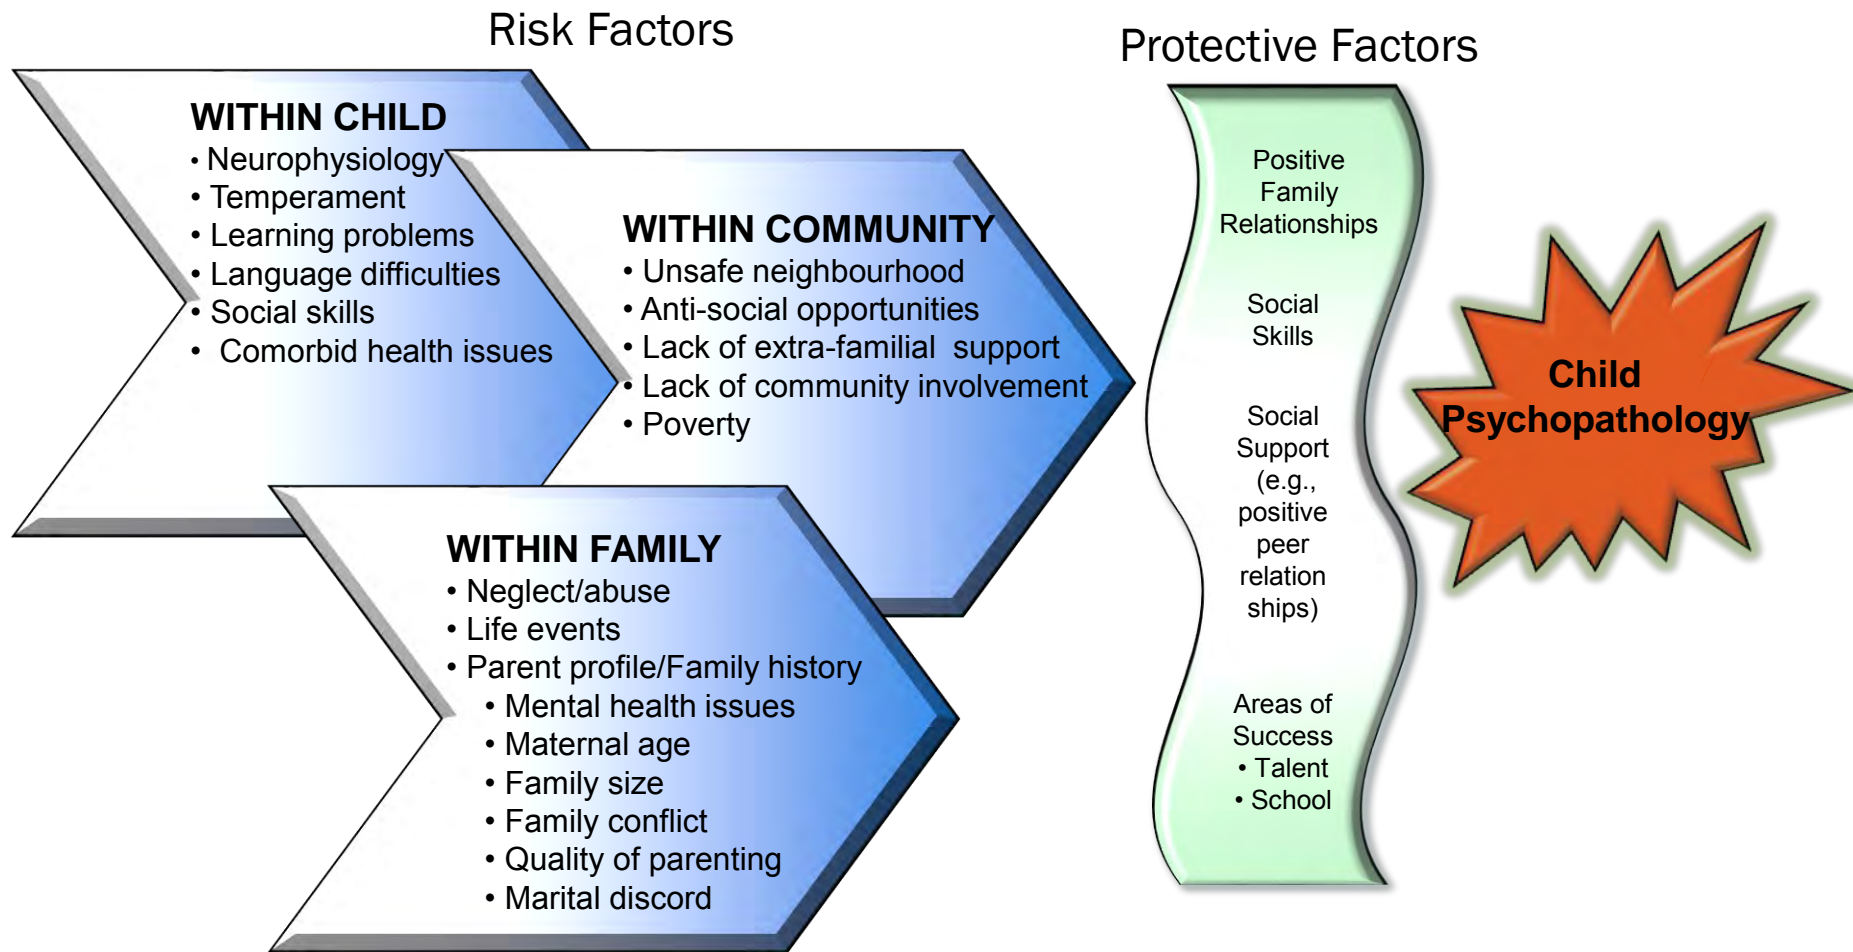 Risk Factors
Protective Factors
WITHIN CHILD
• Neurophysiology
• Temperament
• Learning problems
• Language difficulties
• Social skills
• Comorbid health issues
WITHIN COMMUNITY
• Unsafe neighbourhood
• Anti-social opportunities
• Lack of extra-familial support
• Lack of community involvement
• Poverty
WITHIN FAMILY
• Neglect/abuse
• Life events
• Parent profile/Family history
• Mental health issues
• Maternal age
• Family size
• Family conflict
• Quality of parenting
• Marital discord
Positive
Family
Relationships
Social
Skills
Social
Support
(e.g.,
positive
peer
relation
ships)
Areas of
Success
• Talent
• School
Child
Psychopathology